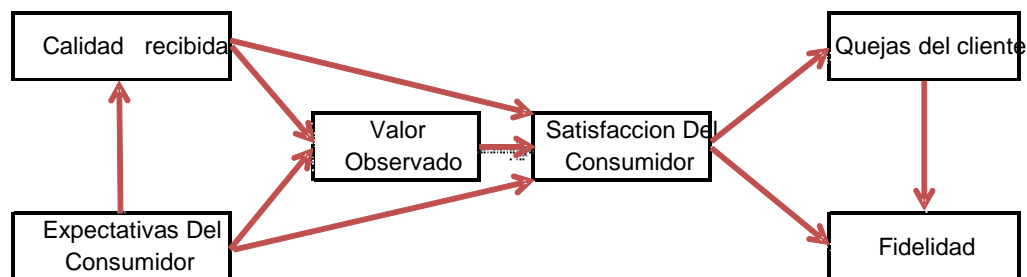 Calidad recibida
Quejas del cliente
Valor
Observado
Satisfaccion Del
Consumidor
Expectativas Del
Consumidor
Fidelidad